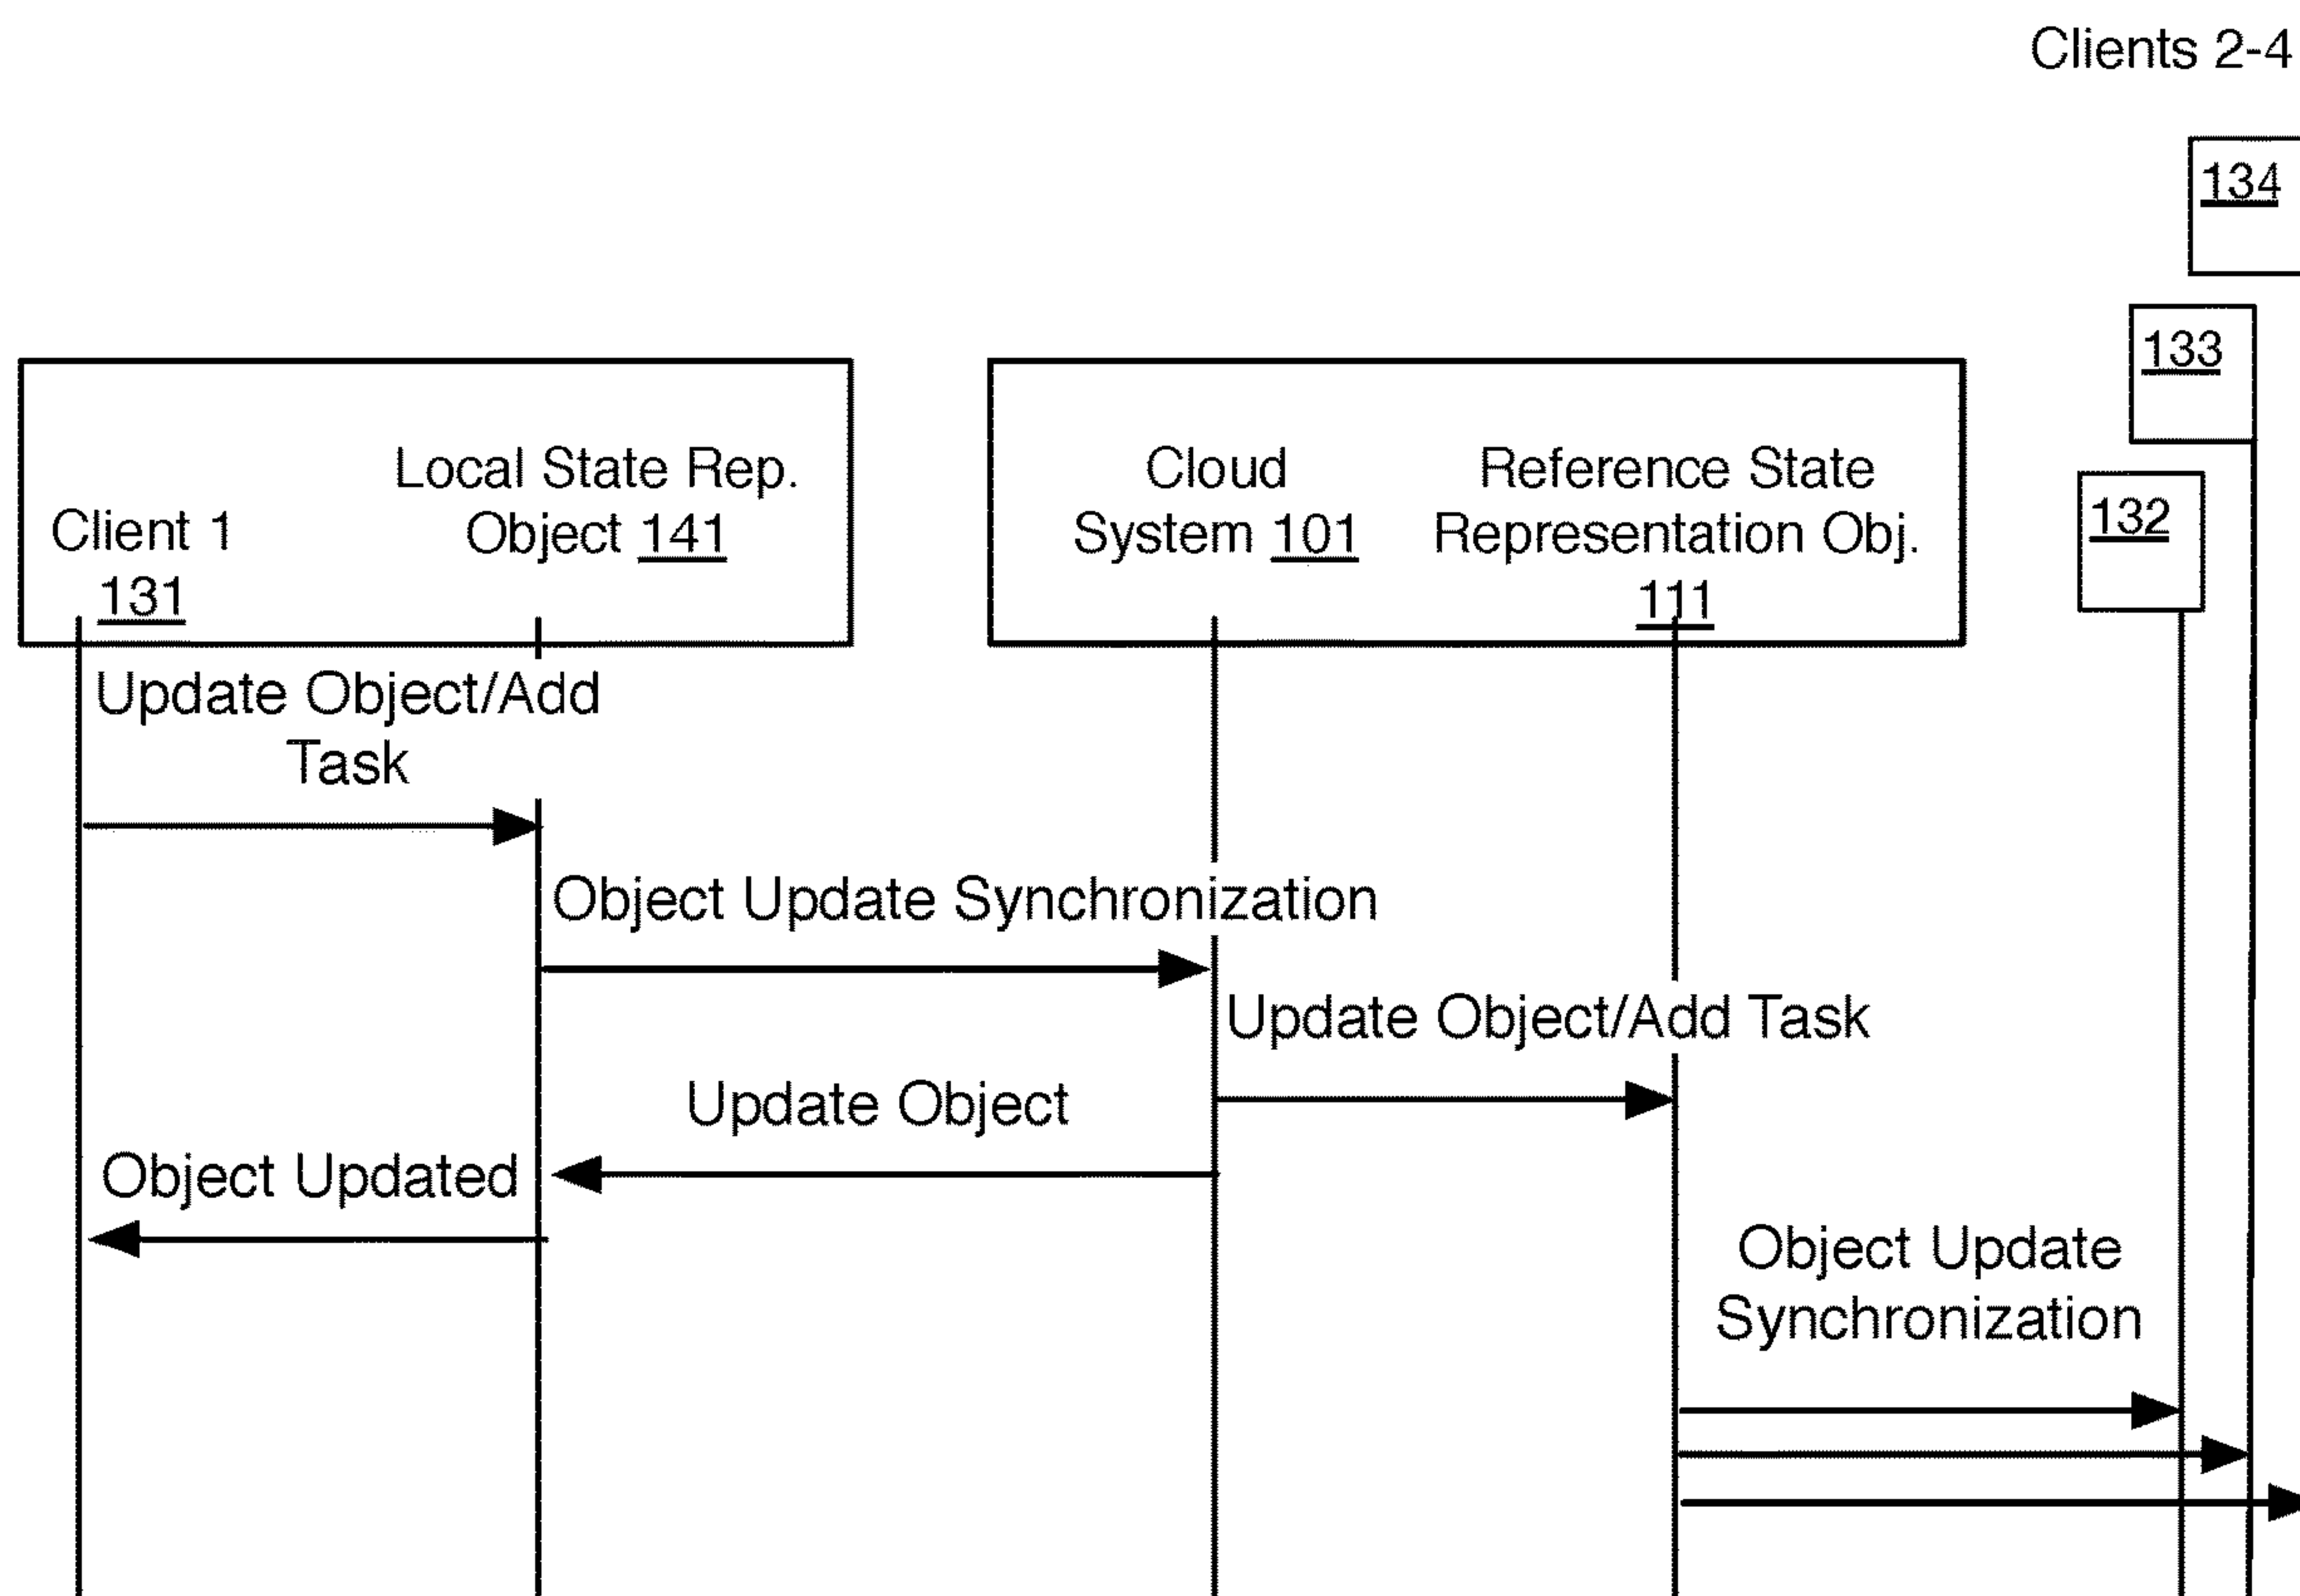 Clients 2-4
134
133
132
Local State Rep.
Object 141
Client 1
131
Cloud
System 101
Reference State
Representation Obj.
111
Update Object/Add
Task
Object Update Synchronization
Update Object/Add Task
Update Object
Object Updated
Object Update
Synchronization